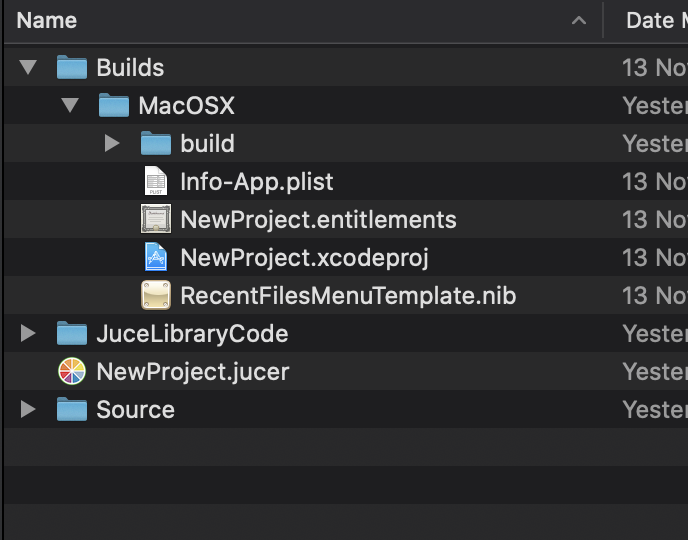 Name Date M
Builds 13 No
MacOSX Yester
build Yester
Info-App.plist 13 No
NewProject.entitlements 13 No
NewProject.xcodeproj 13 No
RecentFilesMenuTemplate.nib 13 No
JuceLibraryCode Yester
NewProject.jucer Yester
Source Yester